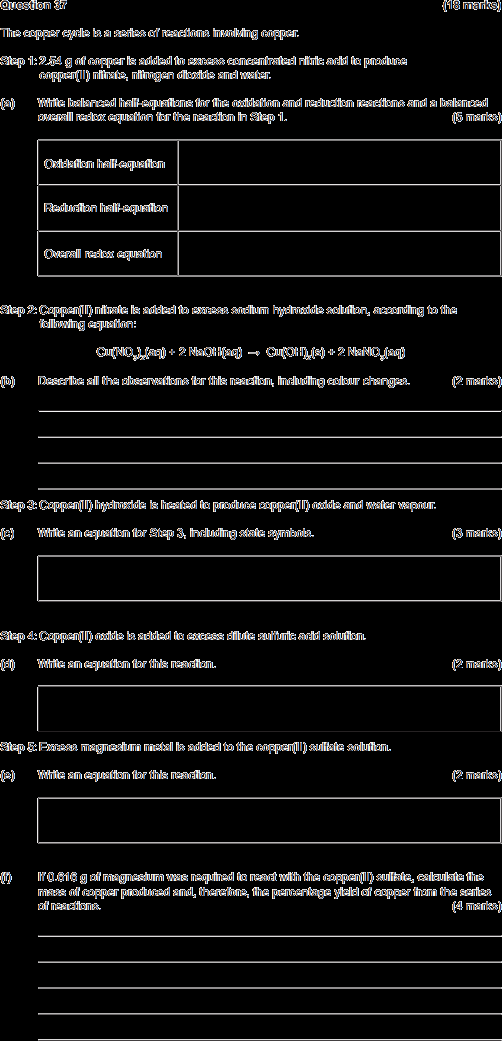 Question 37 (18 marks)
The copper cycle is a series of reactions involving copper.
Step 1: 2.54 g of copper is added to excess concentrated nitric acid to produce
copper(II) nitrate, nitrogen dioxide and water.
(a) Write balanced half-equations for the oxidation and reduction reactions and a balanced
overall redox equation for the reaction in Step 1. (5 marks)
Oxidation half-equation
Reduction half-equation
Overall redox equation
Step 2: Copper(II) nitrate is added to excess sodium hydroxide solution, according to the
following equation:
Cu(NO₃)₂(aq) + 2 NaOH(aq) → Cu(OH)₂(s) + 2 NaNO₃(aq)
(b) Describe all the observations for this reaction, including colour changes. (2 marks)
Step 3: Copper(II) hydroxide is heated to produce copper(II) oxide and water vapour.
(c) Write an equation for Step 3, including state symbols. (3 marks)
Step 4: Copper(II) oxide is added to excess dilute sulfuric acid solution.
(d) Write an equation for this reaction. (2 marks)
Step 5: Excess magnesium metal is added to the copper(II) sulfate solution.
(e) Write an equation for this reaction. (2 marks)
(f) If 0.616 g of magnesium was required to react with the copper(II) sulfate, calculate the
mass of copper produced and, therefore, the percentage yield of copper from the series
of reactions. (4 marks)